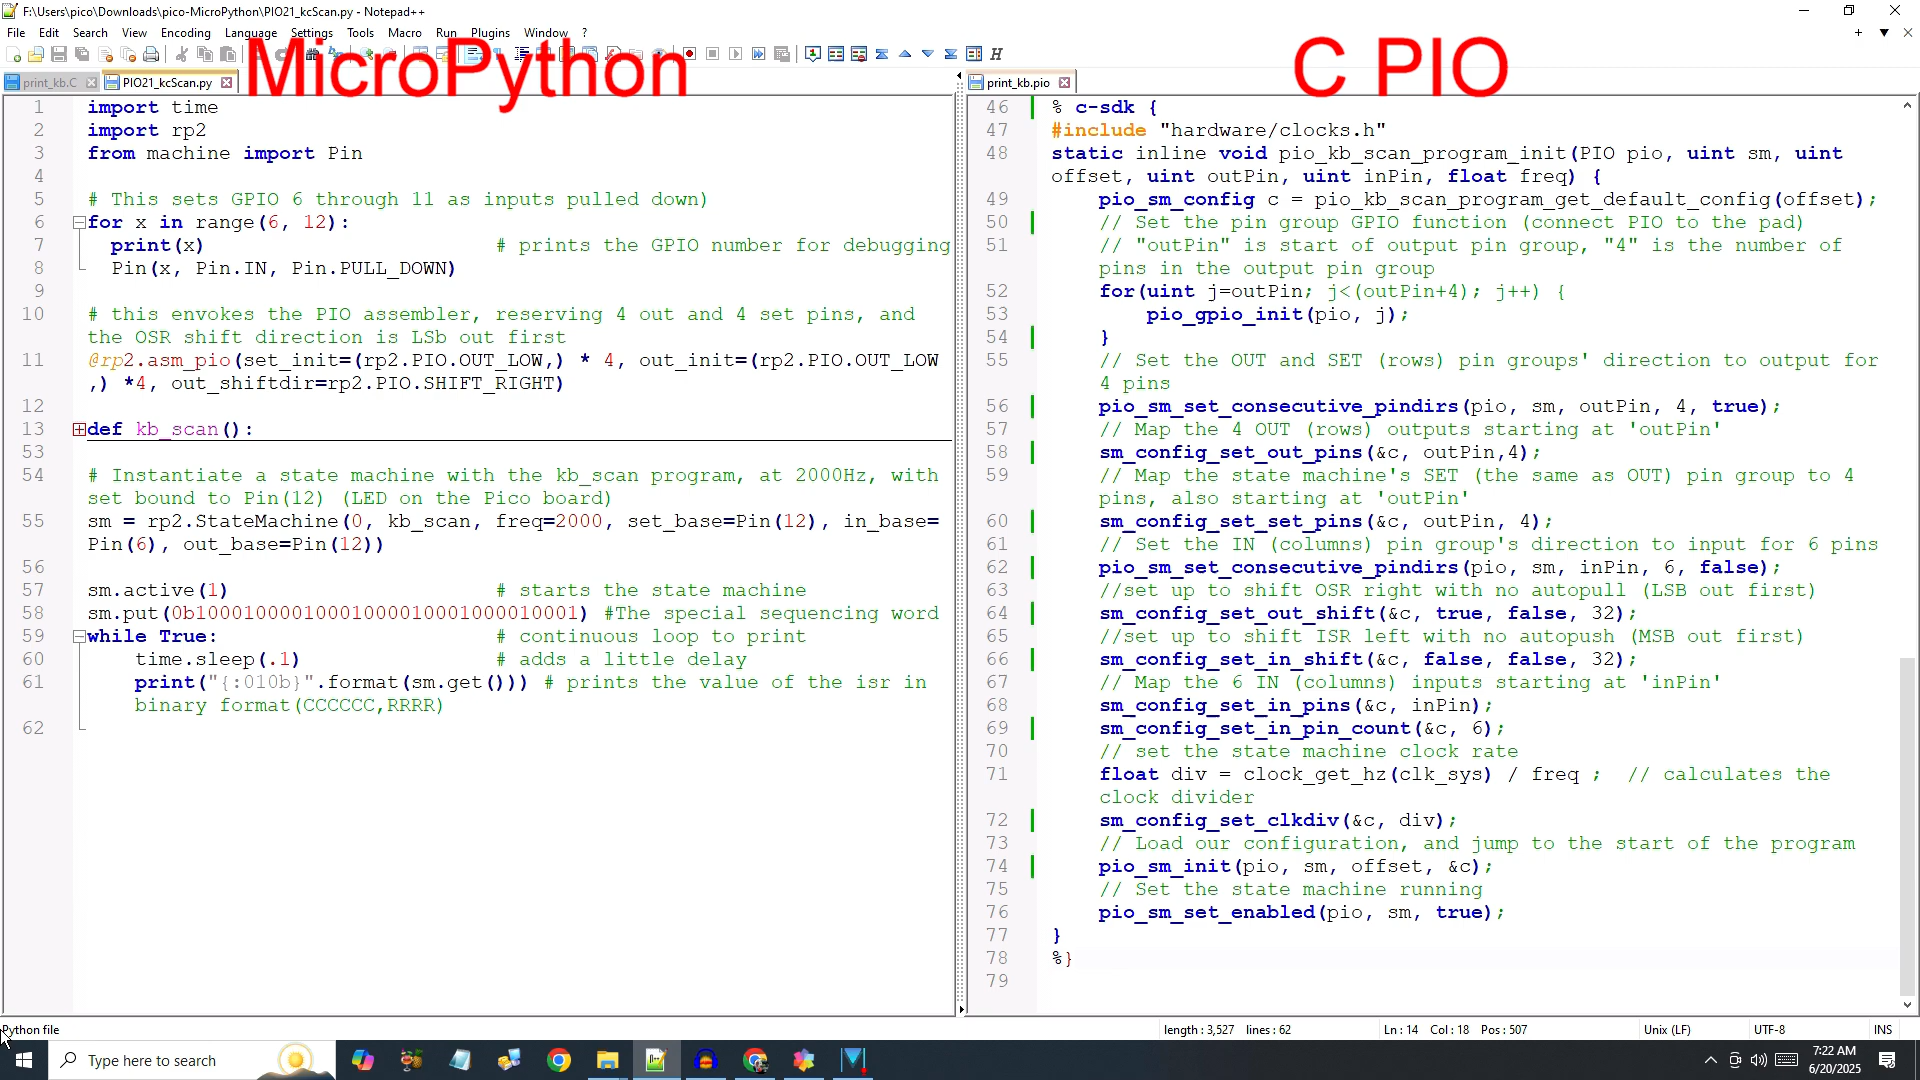 F:\Users\pico\Downloads\pico-MicroPython\PIO21_kcScan.py - Notepad++
File Edit Search View Encoding Language Settings Tools Macro Run Plugins Window ?
MicroPython
C PIO
print_kb.C PIO21_kcScan.py
1 import time
2 import rp2
3 from machine import Pin
4
5 # This sets GPIO 6 through 11 as inputs pulled down)
6 for x in range(6, 12):
7 print(x) # prints the GPIO number for debugging
8 Pin(x, Pin.IN, Pin.PULL_DOWN)
9
10 # this envokes the PIO assembler, reserving 4 out and 4 set pins, and
the OSR shift direction is LSb out first
11 @rp2.asm_pio(set_init=(rp2.PIO.OUT_LOW,) * 4, out_init=(rp2.PIO.OUT_LOW
,) *4, out_shiftdir=rp2.PIO.SHIFT_RIGHT)
12
13 def kb_scan():
53
54 # Instantiate a state machine with the kb_scan program, at 2000Hz, with
set bound to Pin(12) (LED on the Pico board)
55 sm = rp2.StateMachine(0, kb_scan, freq=2000, set_base=Pin(12), in_base=
Pin(6), out_base=Pin(12))
56
57 sm.active(1) # starts the state machine
58 sm.put(0b10001000010001000010001000010001) #The special sequencing word
59 while True: # continuous loop to print
60 time.sleep(.1) # adds a little delay
61 print("{:010b}".format(sm.get())) # prints the value of the isr in
binary format(CCCCCC,RRRR)
62
print_kb.pio
46 % c-sdk {
47 #include "hardware/clocks.h"
48 static inline void pio_kb_scan_program_init(PIO pio, uint sm, uint
offset, uint outPin, uint inPin, float freq) {
49 pio_sm_config c = pio_kb_scan_program_get_default_config(offset);
50 // Set the pin group GPIO function (connect PIO to the pad)
51 // "outPin" is start of output pin group, "4" is the number of
pins in the output pin group
52 for(uint j=outPin; j<(outPin+4); j++) {
53 pio_gpio_init(pio, j);
54 }
55 // Set the OUT and SET (rows) pin groups' direction to output for
4 pins
56 pio_sm_set_consecutive_pindirs(pio, sm, outPin, 4, true);
57 // Map the 4 OUT (rows) outputs starting at 'outPin'
58 sm_config_set_out_pins(&c, outPin,4);
59 // Map the state machine's SET (the same as OUT) pin group to 4
pins, also starting at 'outPin'
60 sm_config_set_set_pins(&c, outPin, 4);
61 // Set the IN (columns) pin group's direction to input for 6 pins
62 pio_sm_set_consecutive_pindirs(pio, sm, inPin, 6, false);
63 //set up to shift OSR right with no autopull (LSB out first)
64 sm_config_set_out_shift(&c, true, false, 32);
65 //set up to shift ISR left with no autopush (MSB out first)
66 sm_config_set_in_shift(&c, false, false, 32);
67 // Map the 6 IN (columns) inputs starting at 'inPin'
68 sm_config_set_in_pins(&c, inPin);
69 sm_config_set_in_pin_count(&c, 6);
70 // set the state machine clock rate
71 float div = clock_get_hz(clk_sys) / freq ; // calculates the
clock divider
72 sm_config_set_clkdiv(&c, div);
73 // Load our configuration, and jump to the start of the program
74 pio_sm_init(pio, sm, offset, &c);
75 // Set the state machine running
76 pio_sm_set_enabled(pio, sm, true);
77 }
78 %}
79
Python file length : 3,527 lines : 62 Ln : 14 Col : 18 Pos : 507 Unix (LF) UTF-8 INS
Type here to search
7:22 AM
6/20/2025